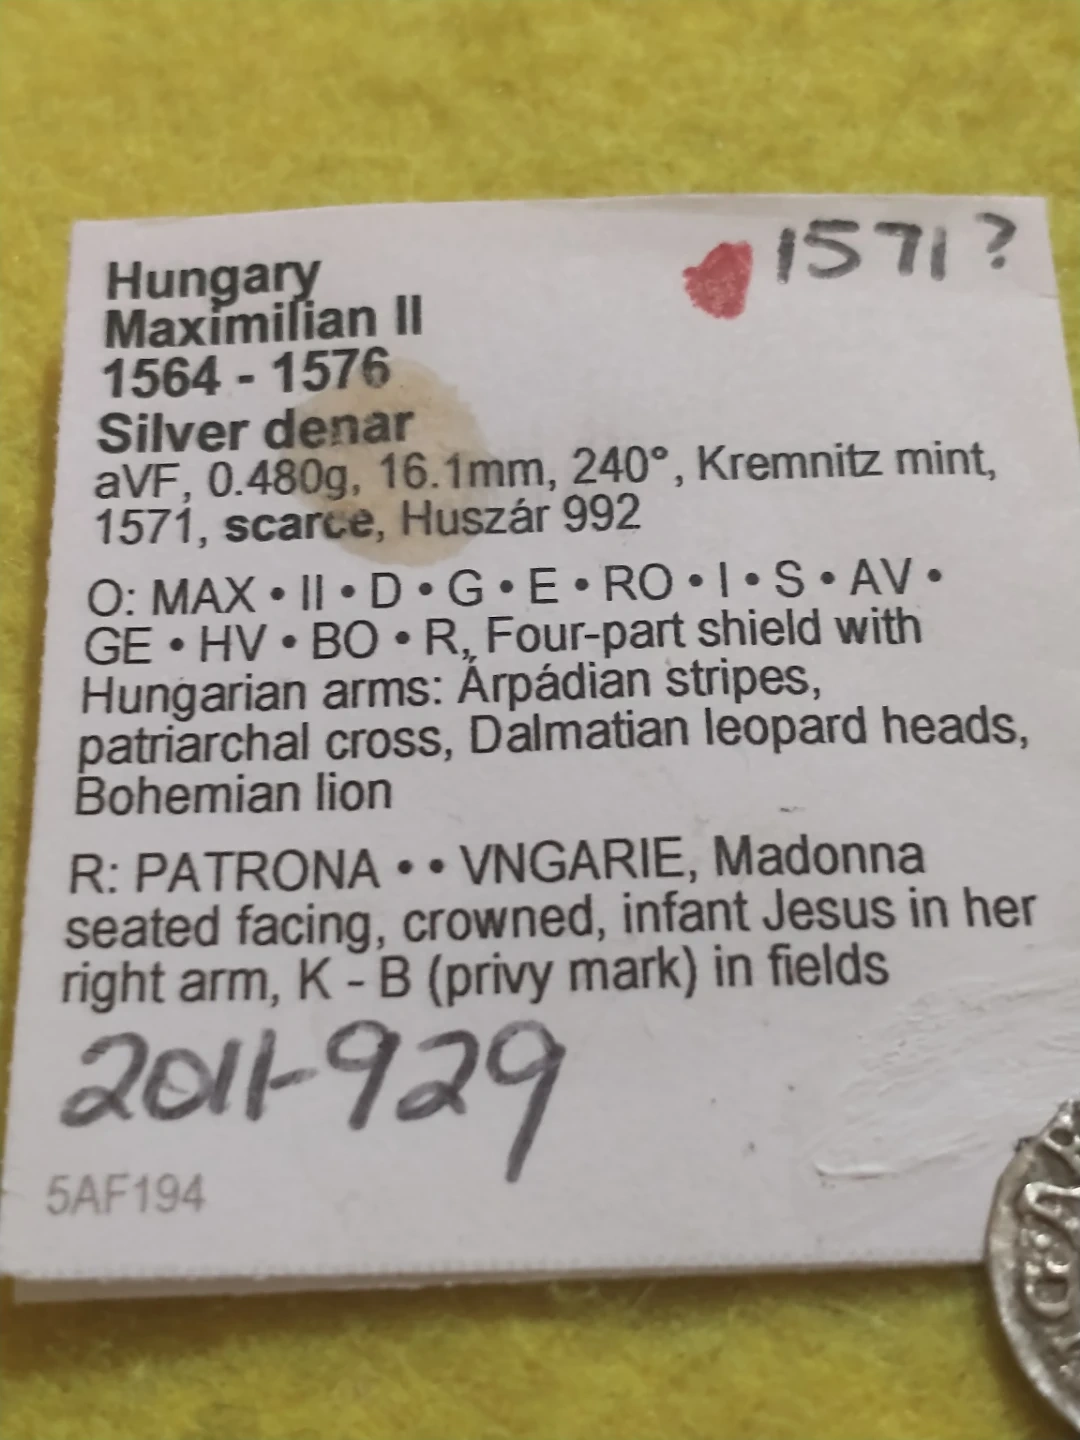 1571?
Hungary
Maximilian II
1564 - 1576
Silver denar
aVF, 0.480g, 16.1mm, 240°, Kremnitz mint,
1571, scarce, Huszár 992
O: MAX • II • D • G • E • RO • I • S • AV •
GE • HV • BO • R, Four-part shield with
Hungarian arms: Árpádian stripes,
patriarchal cross, Dalmatian leopard heads,
Bohemian lion
R: PATRONA • • VNGARIE, Madonna
seated facing, crowned, infant Jesus in her
right arm, K - B (privy mark) in fields
2011-929
5AF194